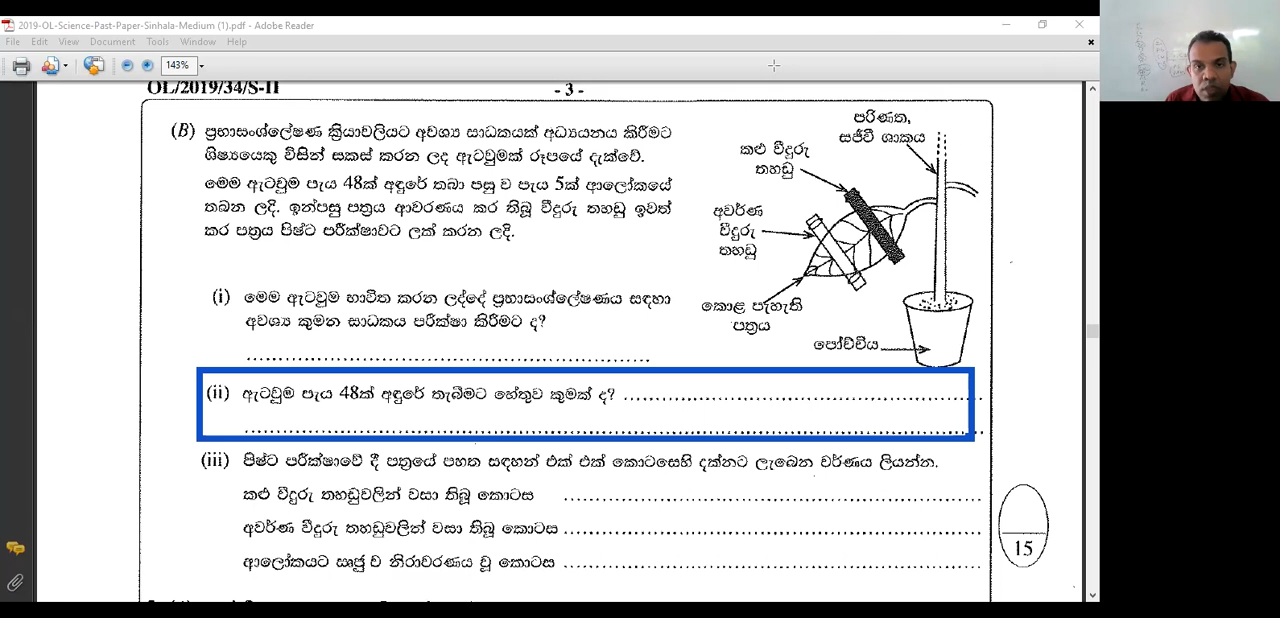 2019-OL-Science-Past-Paper-Sinhala-Medium (1).pdf - Adobe Reader
File Edit View Document Tools Window Help
143%
OL/2019/34/S-II
- 3 -
(B) ප්‍රභාසංශ්ලේෂණ ක්‍රියාවලියට අවශ්‍ය සාධකයක් අධ්‍යයනය කිරීමට
ශිෂ්‍යයෙකු විසින් සකස් කරන ලද ඇටවුමක් රූපයේ දැක්වේ.
මෙම ඇටවුම පැය 48ක් අඳුරේ තබා පසු ව පැය 5ක් ආලෝකයේ
තබන ලදි. ඉන්පසු පත්‍රය ආවරණය කර තිබූ වීදුරු තහඩු ඉවත්
කර පත්‍රය පිෂ්ට පරීක්ෂාවට ලක් කරන ලදි.
පරිණත,
සජීවී ශාකය
කළු වීදුරු
තහඩු
අවර්ණ
වීදුරු
තහඩු
කොළ පැහැති
පත්‍රය
පෝච්චිය
(i) මෙම ඇටවුම භාවිත කරන ලද්දේ ප්‍රභාසංශ්ලේෂණය සඳහා
අවශ්‍ය කුමන සාධකය පරීක්ෂා කිරීමට ද?
(ii) ඇටවුම පැය 48ක් අඳුරේ තැබීමට හේතුව කුමක් ද?
(iii) පිෂ්ට පරීක්ෂාවේ දී පත්‍රයේ පහත සඳහන් එක් එක් කොටසෙහි දක්නට ලැබෙන වර්ණය ලියන්න.
කළු වීදුරු තහඩුවලින් වසා තිබූ කොටස
අවර්ණ වීදුරු තහඩුවලින් වසා තිබූ කොටස
ආලෝකයට ඍජු ව නිරාවරණය වූ කොටස
15